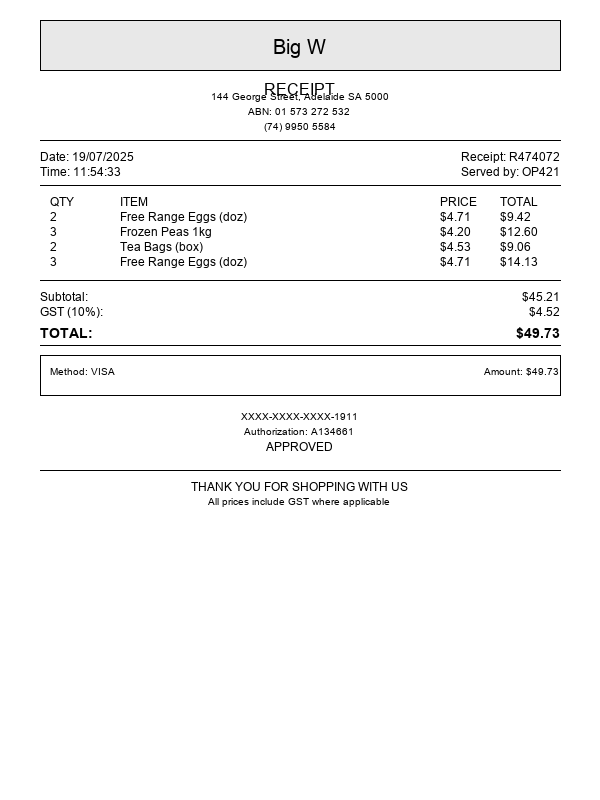 Big W
RECEIPT
144 George Street, Adelaide SA 5000
ABN: 01 573 272 532
(74) 9950 5584
Date: 19/07/2025 Receipt: R474072
Time: 11:54:33 Served by: OP421
QTY ITEM PRICE TOTAL
2 Free Range Eggs (doz) $4.71 $9.42
3 Frozen Peas 1kg $4.20 $12.60
2 Tea Bags (box) $4.53 $9.06
3 Free Range Eggs (doz) $4.71 $14.13
Subtotal: $45.21
GST (10%): $4.52
TOTAL: $49.73
Method: VISA Amount: $49.73
XXXX-XXXX-XXXX-1911
Authorization: A134661
APPROVED
THANK YOU FOR SHOPPING WITH US
All prices include GST where applicable